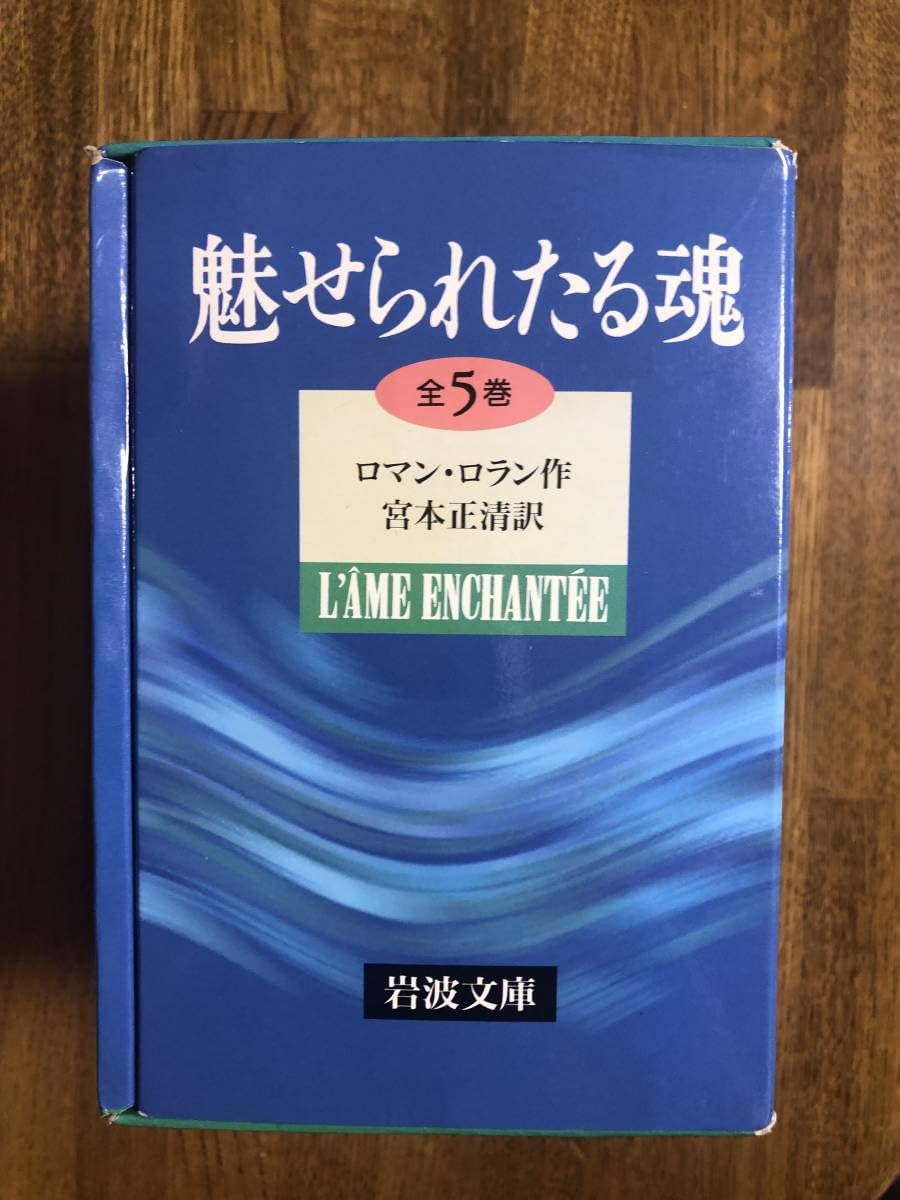 魅せられたる魂
全5巻
ロマン・ロラン作
宮本正清訳
L'ÂME ENCHANTÉE
岩波文庫